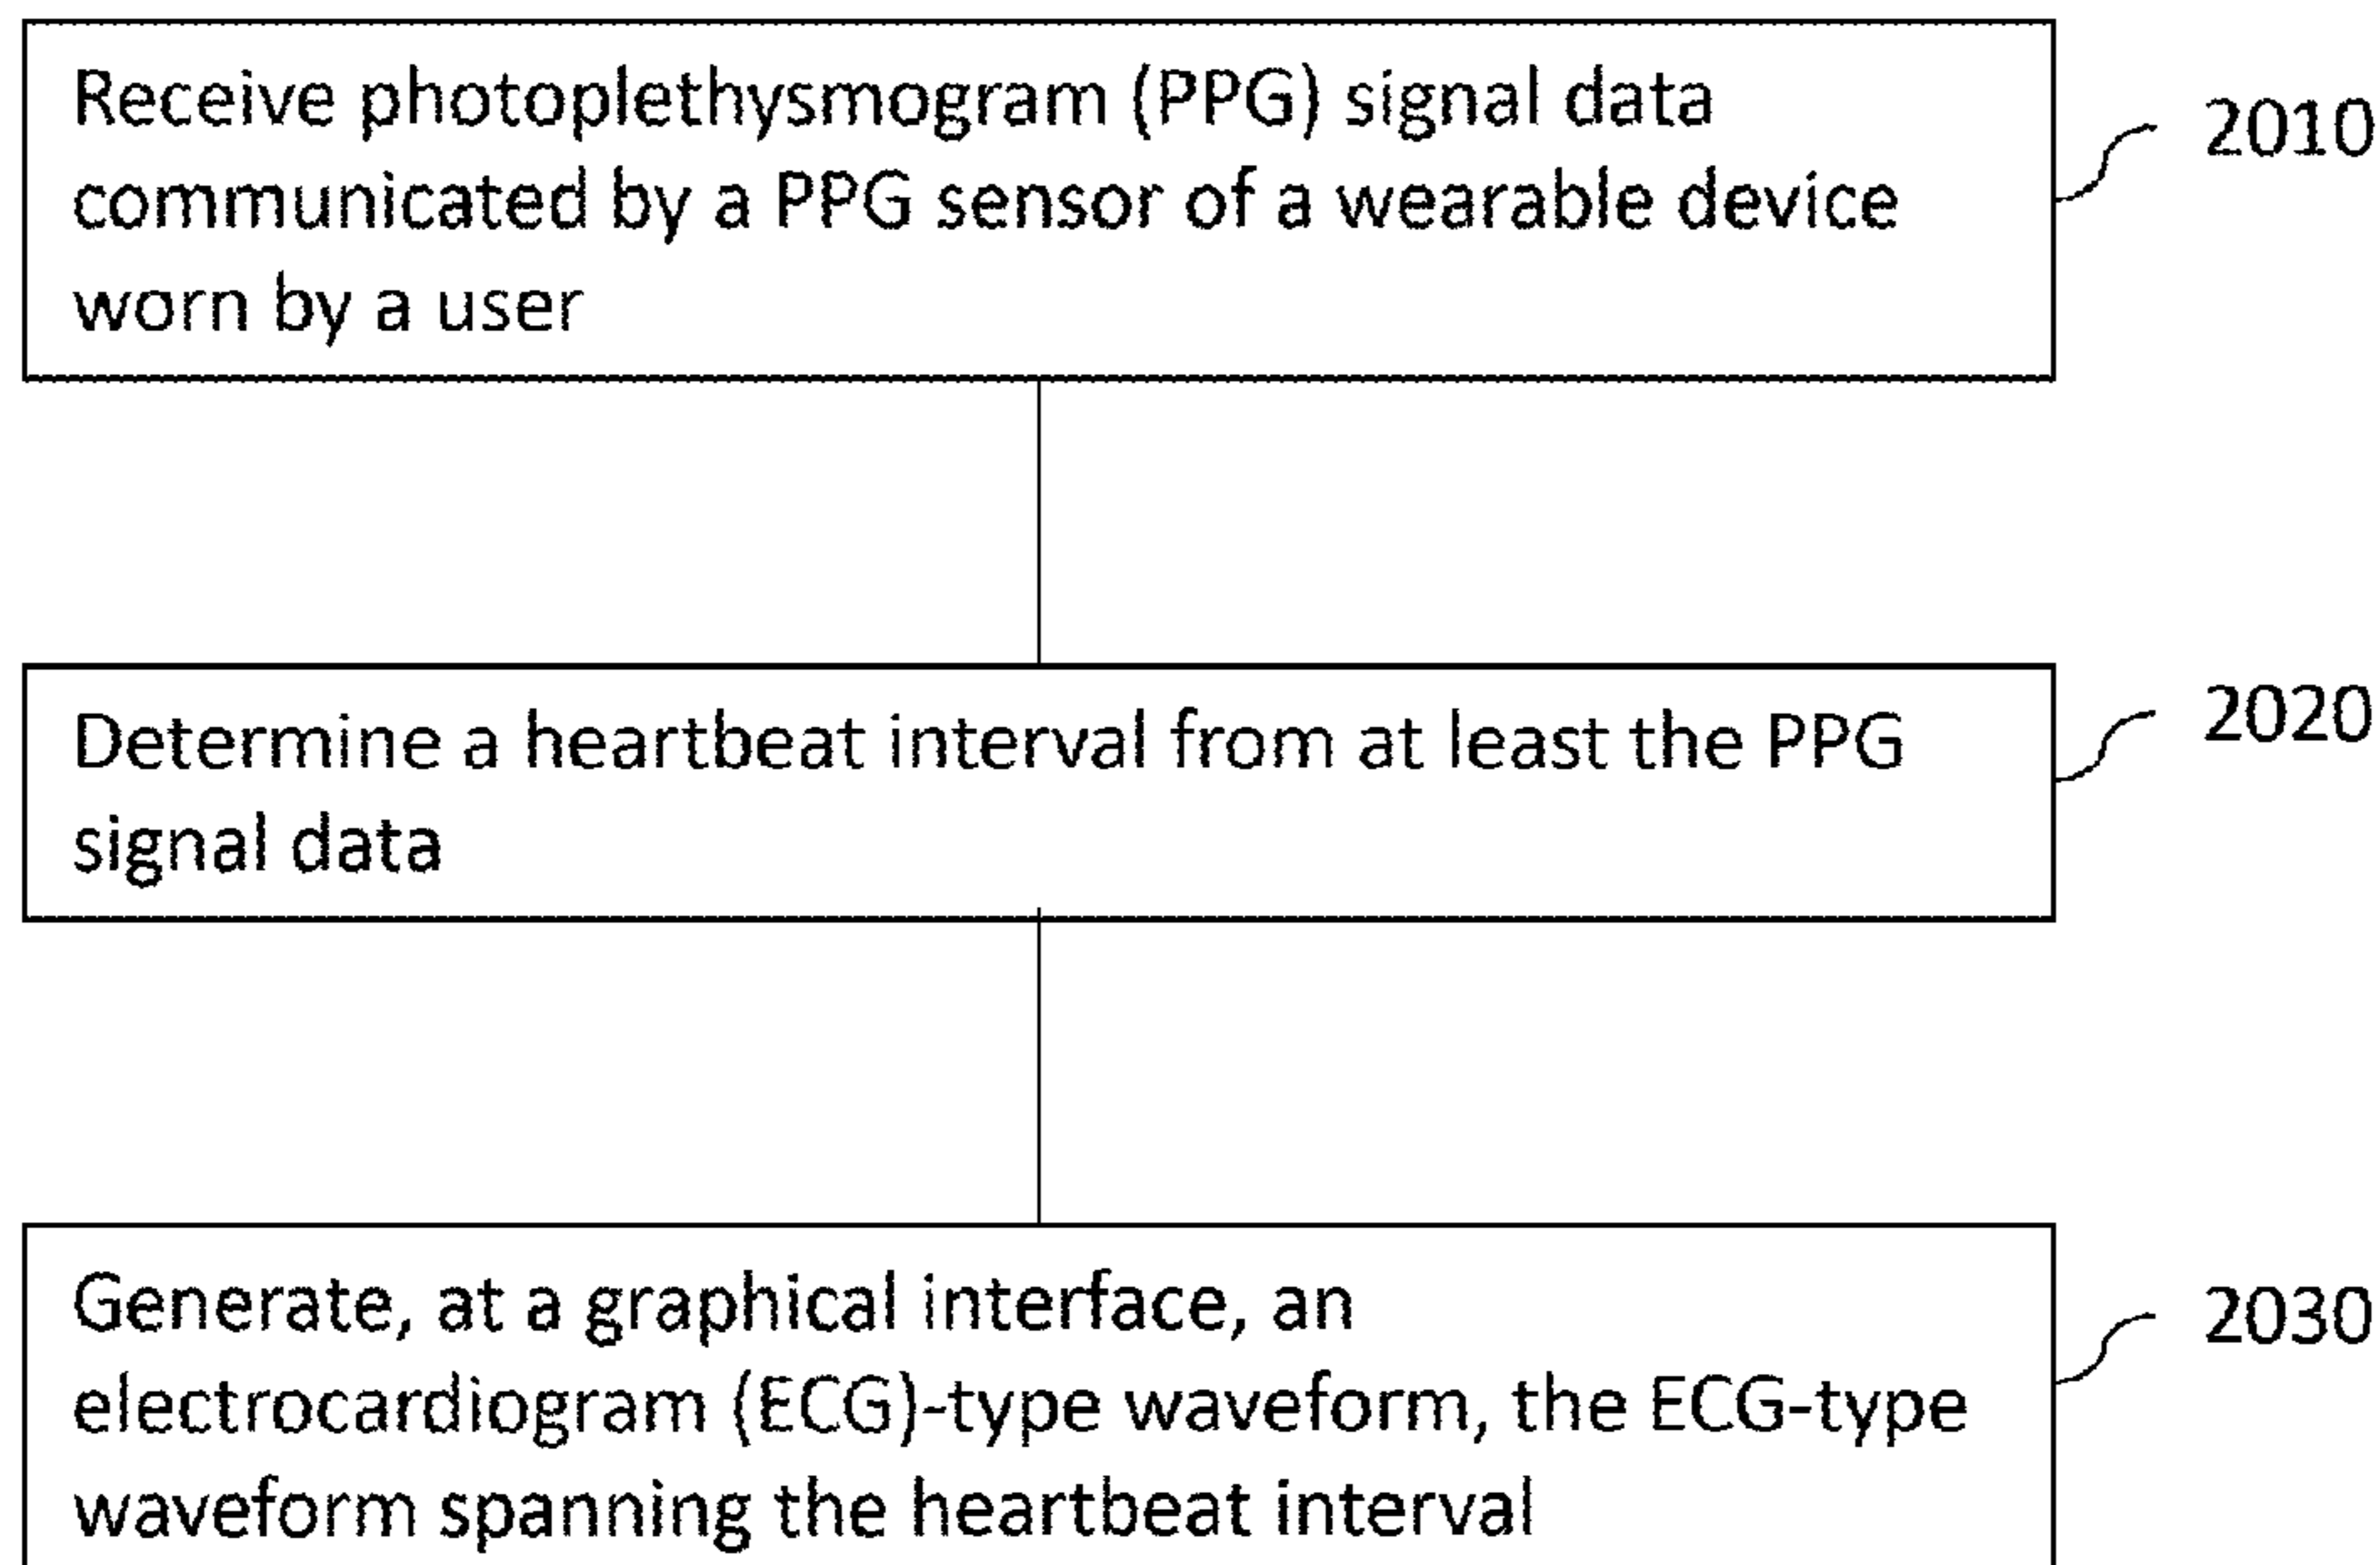 Receive photoplethysmogram (PPG) signal data
communicated by a PPG sensor of a wearable device
worn by a user
2010
Determine a heartbeat interval from at least the PPG
signal data
2020
Generate, at a graphical interface, an
electrocardiogram (ECG)-type waveform, the ECG-type
waveform spanning the heartbeat interval
2030